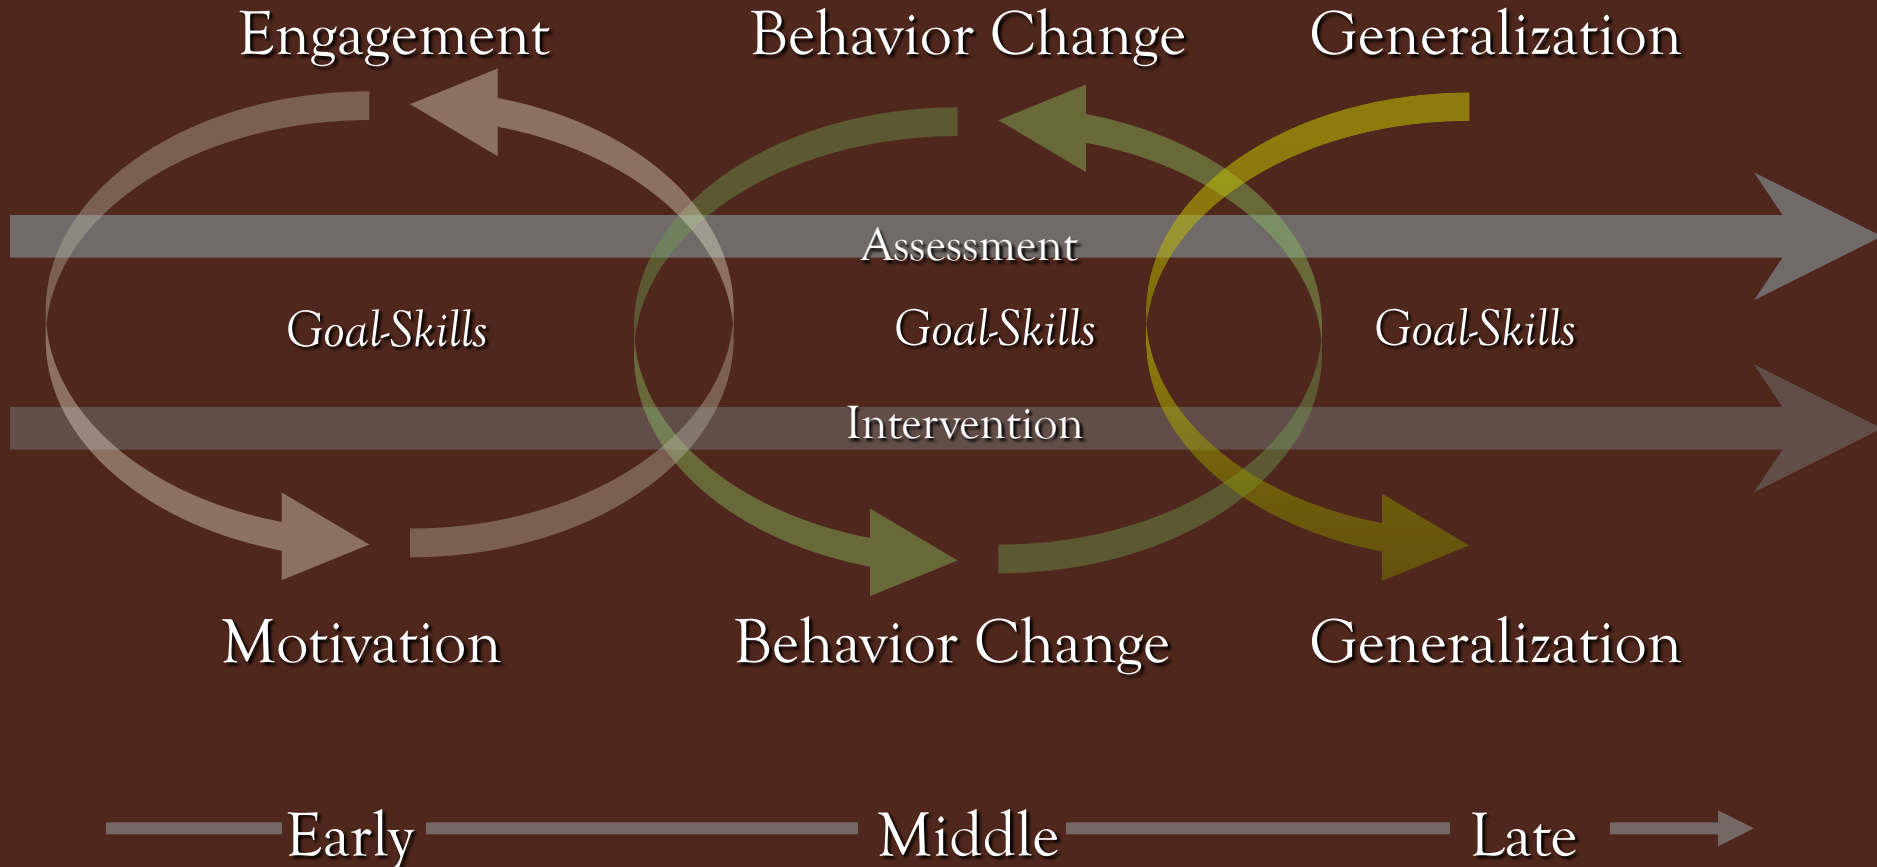 Engagement
Behavior Change
Generalization
Assessment
Goal-Skills
Goal-Skills
Goal-Skills
Intervention
Motivation
Behavior Change
Generalization
Early
Middle
Late